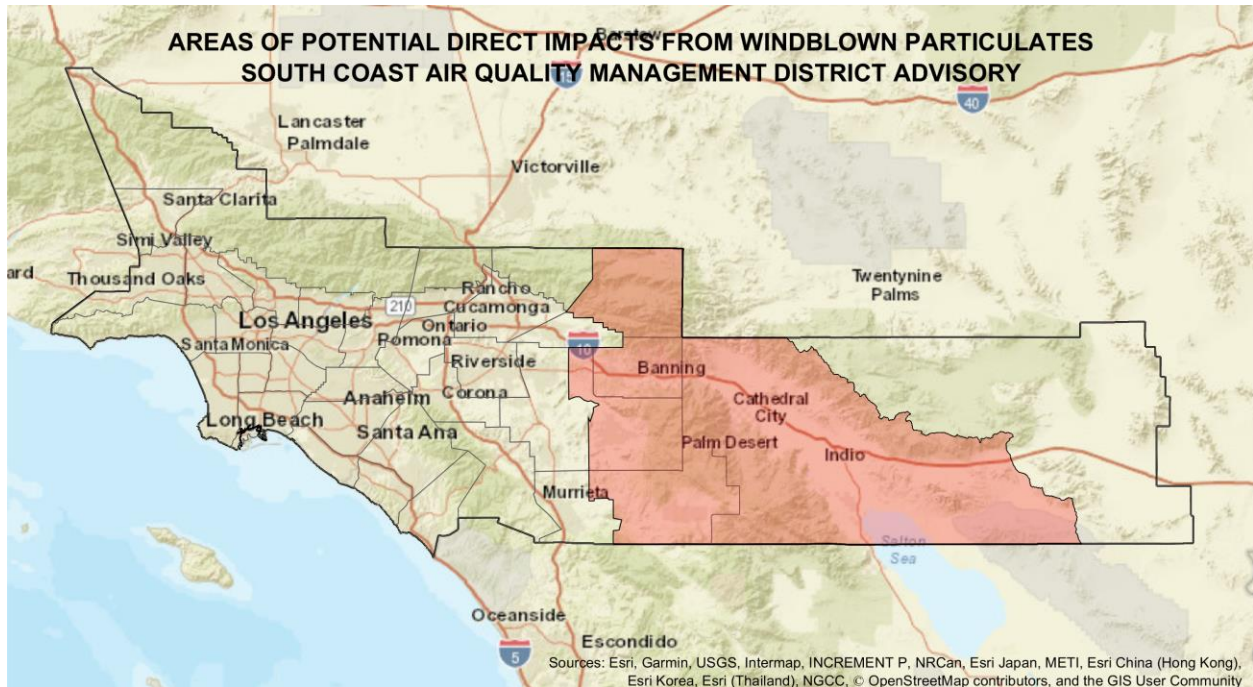 AREAS OF POTENTIAL DIRECT IMPACTS FROM WINDBLOWN PARTICULATES
Barstow
SOUTH COAST AIR QUALITY MANAGEMENT DISTRICT ADVISORY
15
40
Lancaster
Palmdale
Victorville
Santa Clarita
Simi Valley
ard
Thousand Oaks
Twentynine
Palms
Rancho
Cucamonga
210
Los Angeles
Ontario
Santa Monica
Pomona
10
Riverside
Banning
Corona
Anaheim
Cathedral
City
Long Beach
Santa Ana
Palm Desert
Indio
Murrieta
Salton
Sea
Oceanside
Escondido
5
Sources: Esri, Garmin, USGS, Intermap, INCREMENT P, NRCan, Esri Japan, METI, Esri China (Hong Kong),
Esri Korea, Esri (Thailand), NGCC, © OpenStreetMap contributors, and the GIS User Community